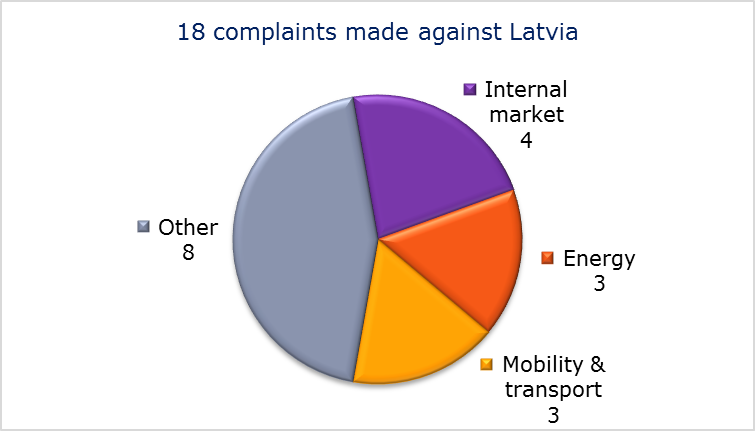 18 complaints made against Latvia
Internal
market
4
Other
8
Energy
3
Mobility &
transport
3